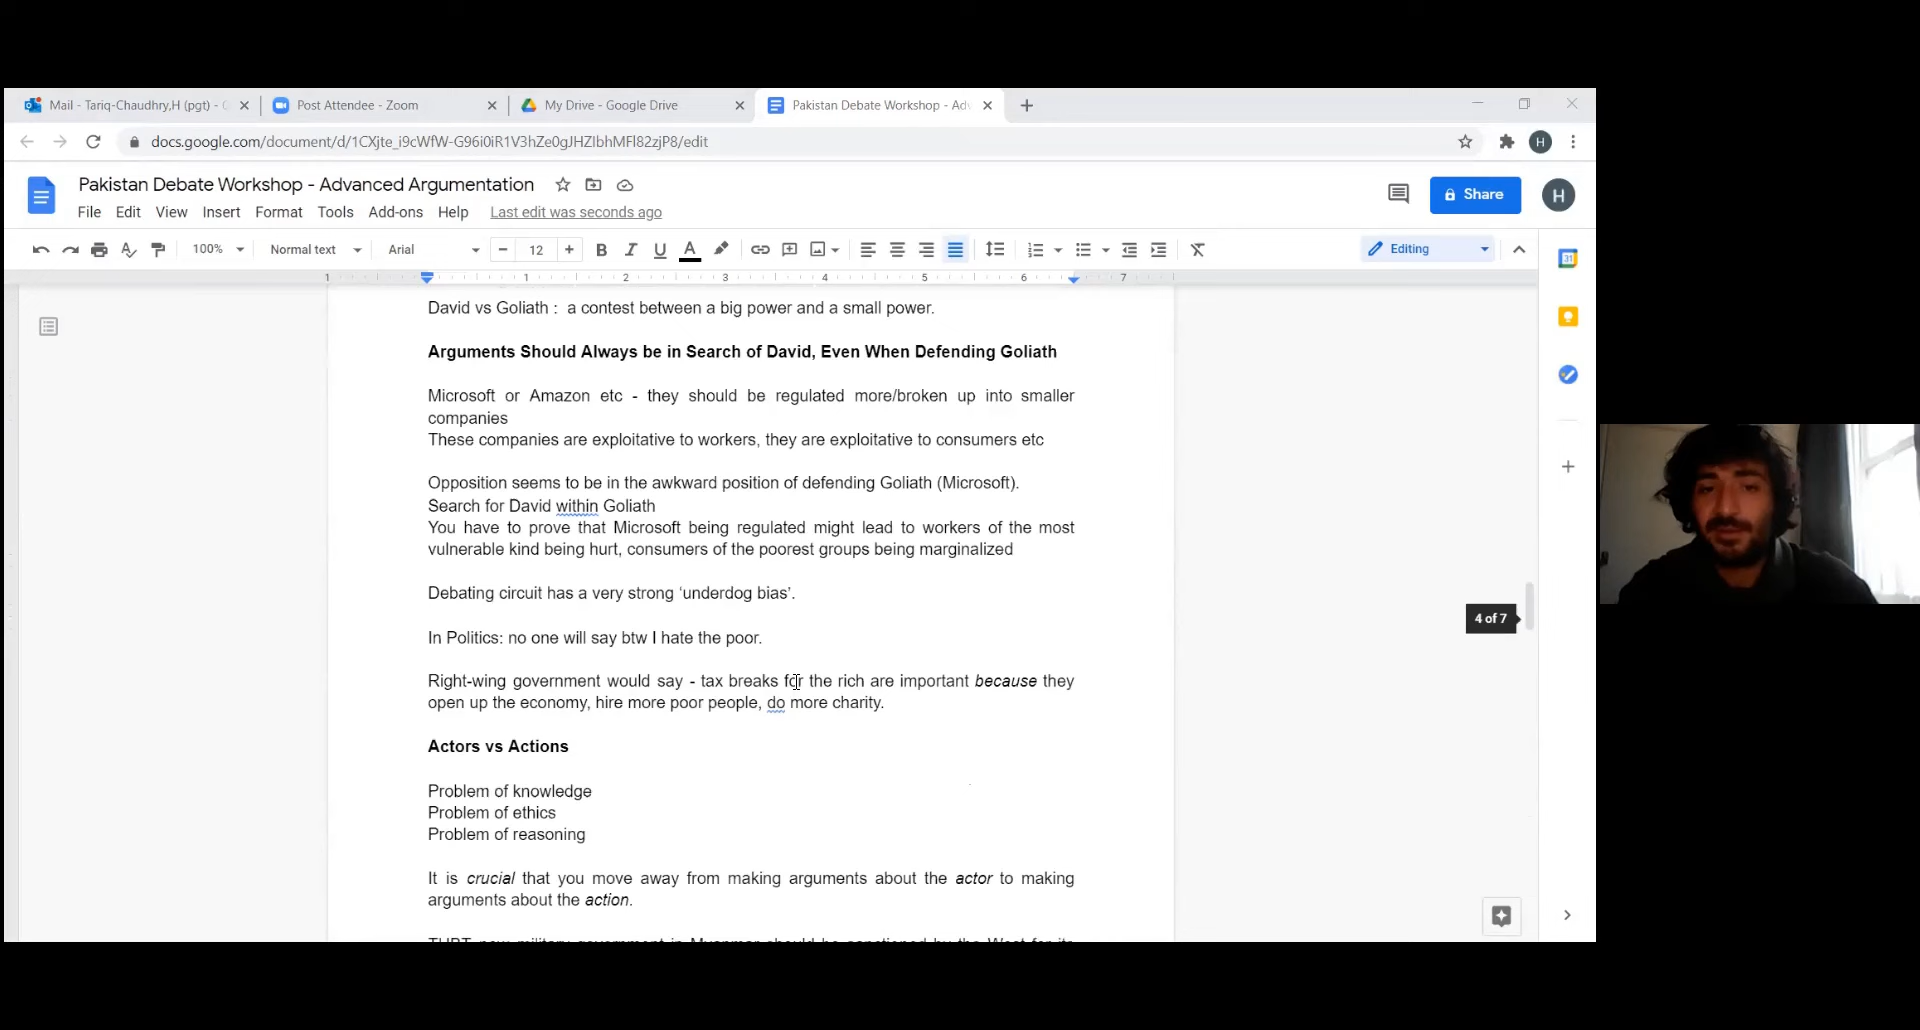 Mail - Tariq-Chaudhry,H (pgt) -
Post Attendee - Zoom
My Drive - Google Drive
Pakistan Debate Workshop - Adv
docs.google.com/document/d/1CXjte_i9cWfW-G96i0iR1V3hZe0gJHZlbhMFl82zjP8/edit
H
Pakistan Debate Workshop - Advanced Argumentation
Share
H
File Edit View Insert Format Tools Add-ons Help Last edit was seconds ago
100% Normal text Arial - 12 + B I U A Editing
31
1 1 2 3 4 5 6 7
David vs Goliath : a contest between a big power and a small power.
Arguments Should Always be in Search of David, Even When Defending Goliath
Microsoft or Amazon etc - they should be regulated more/broken up into smaller
companies
These companies are exploitative to workers, they are exploitative to consumers etc
Opposition seems to be in the awkward position of defending Goliath (Microsoft).
Search for David within Goliath
You have to prove that Microsoft being regulated might lead to workers of the most
vulnerable kind being hurt, consumers of the poorest groups being marginalized
Debating circuit has a very strong ‘underdog bias’.
4 of 7
In Politics: no one will say btw I hate the poor.
Right-wing government would say - tax breaks for the rich are important because they
open up the economy, hire more poor people, do more charity.
Actors vs Actions
Problem of knowledge
Problem of ethics
Problem of reasoning
It is crucial that you move away from making arguments about the actor to making
arguments about the action.
THBT new military government in Myanmar should be sanctioned by the West for its